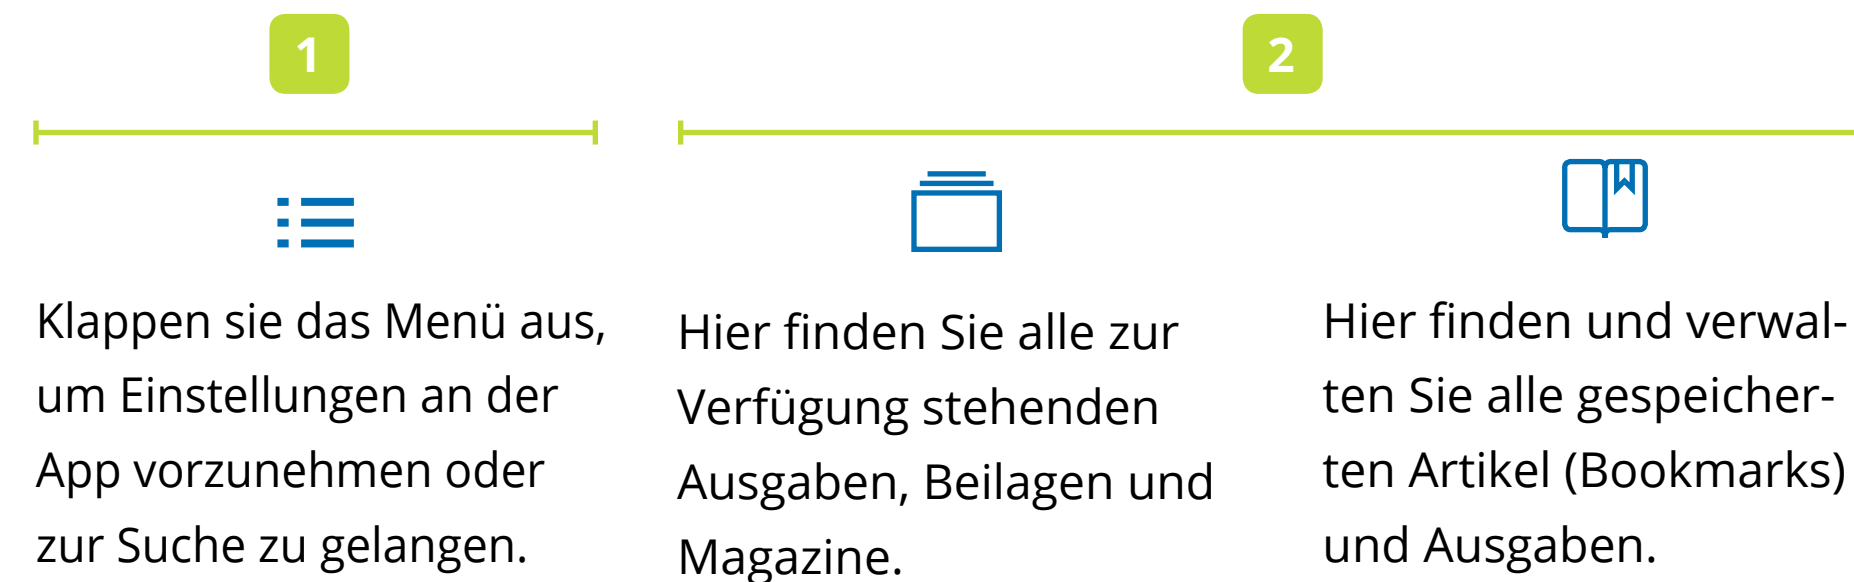 1
Klappen sie das Menü aus,
um Einstellungen an der
App vorzunehmen oder
zur Suche zu gelangen.
2
Hier finden Sie alle zur
Verfügung stehenden
Ausgaben, Beilagen und
Magazine.
Hier finden und verwal-
ten Sie alle gespeicher-
ten Artikel (Bookmarks)
und Ausgaben.